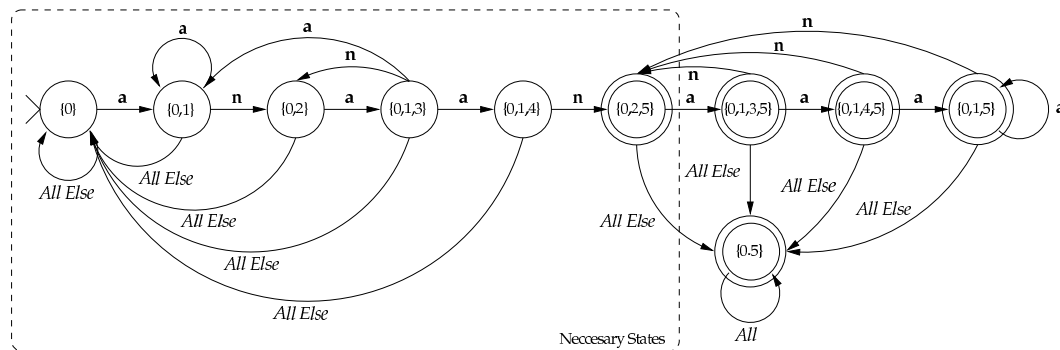 n
a
a
n
n
n
{0}
a
{0,1}
n
{0,2}
a
{0,1,3}
a
{0,1,4}
n
{0,2,5}
a
{0,1,3,5}
a
{0,1,4,5}
a
{0,1,5}
a
All Else
All Else
All Else
All Else
All Else
All Else
All Else
All Else
All Else
{0.5}
All
Neccesary States